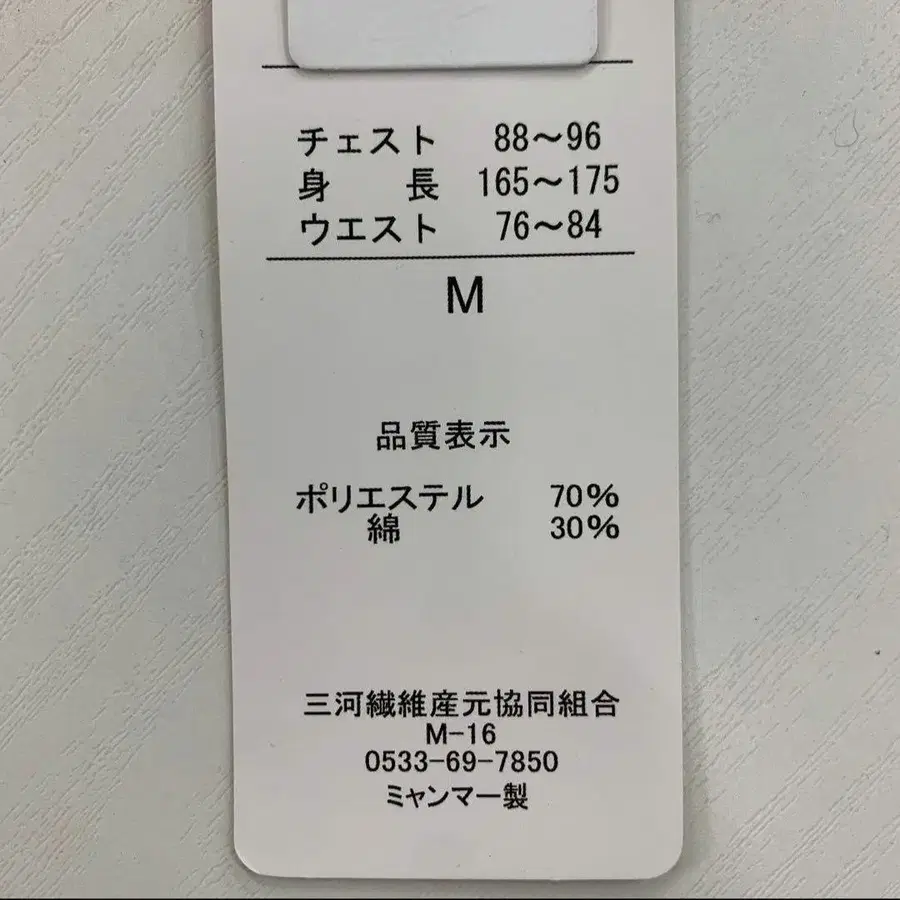 チェスト 88～96
身 長 165～175
ウエスト 76～84
M
品質表示
ポリエステル 70%
綿 30%
三河繊維産元協同組合
M-16
0533-69-7850
ミャンマー製